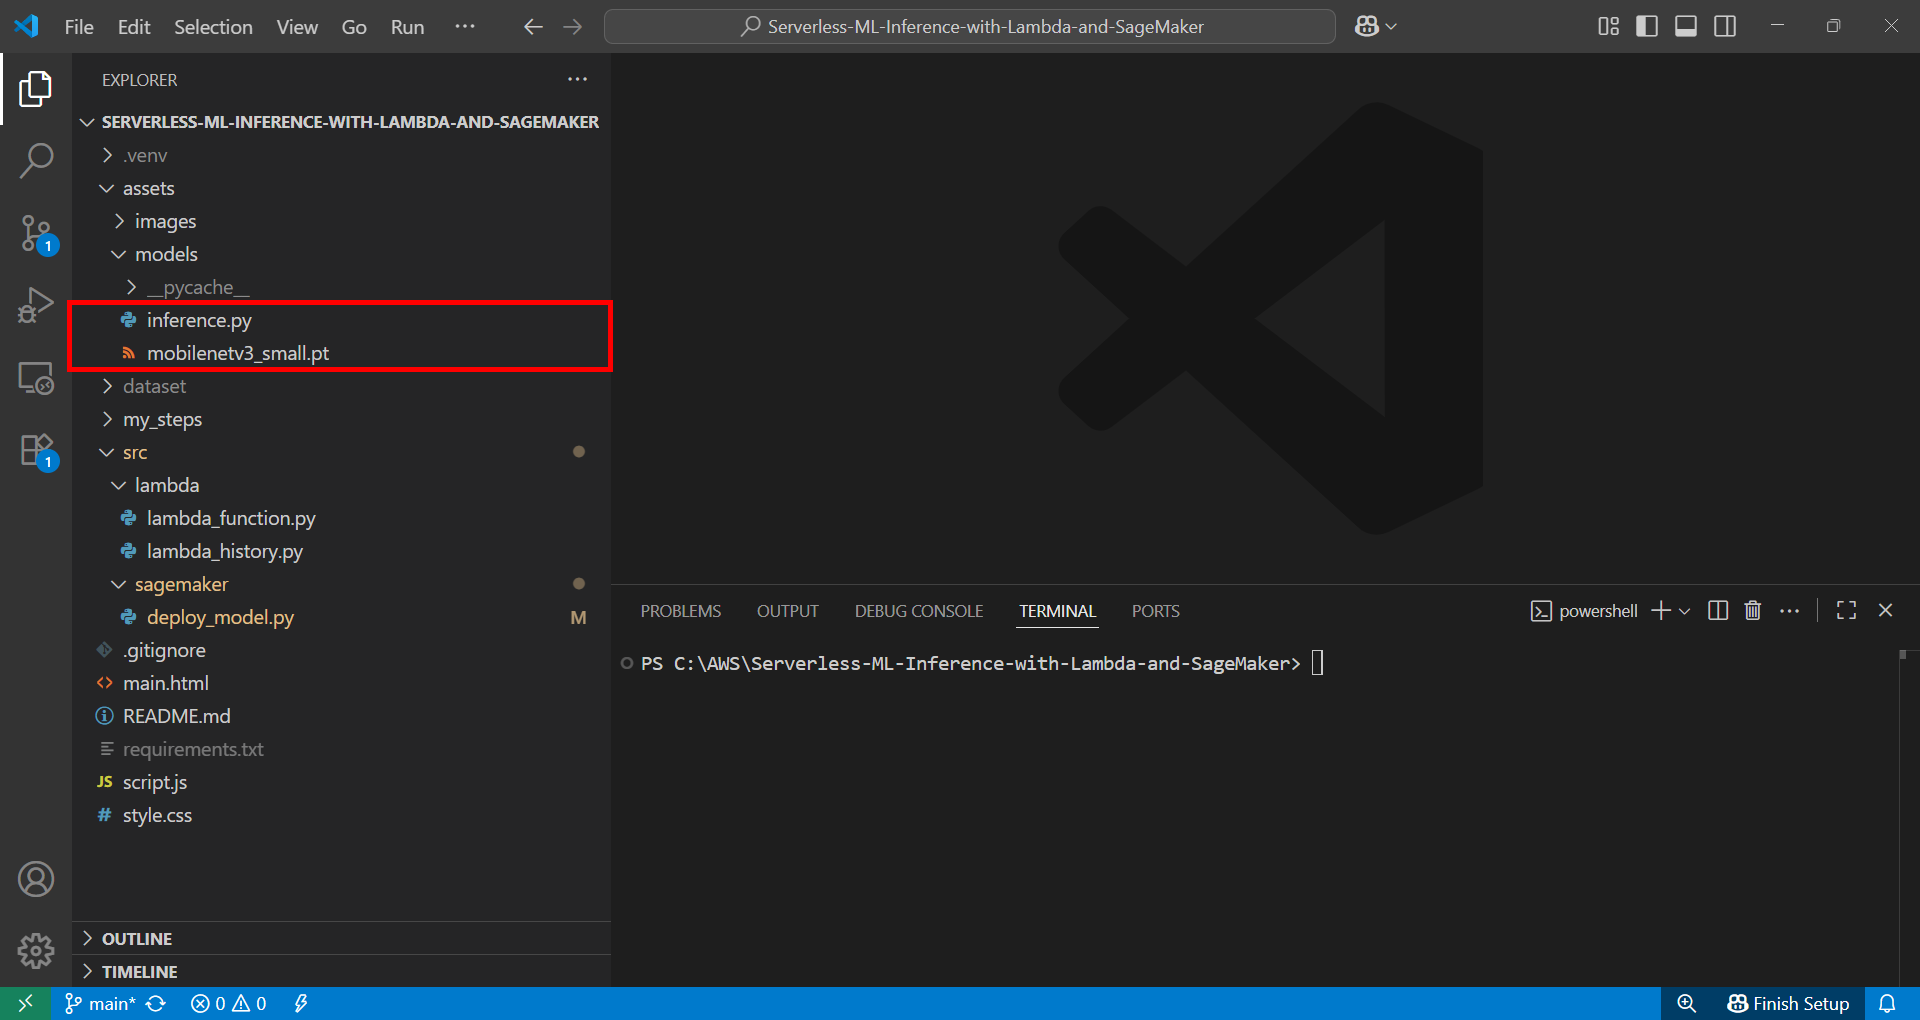 File Edit Selection View Go Run ···
Serverless-ML-Inference-with-Lambda-and-SageMaker
EXPLORER
SERVERLESS-ML-INFERENCE-WITH-LAMBDA-AND-SAGEMAKER
.venv
assets
images
models
__pycache__
inference.py
mobilenetv3_small.pt
dataset
my_steps
src
lambda
lambda_function.py
lambda_history.py
sagemaker
deploy_model.py M
.gitignore
main.html
README.md
requirements.txt
JS script.js
# style.css
OUTLINE
TIMELINE
1
1
PROBLEMS OUTPUT DEBUG CONSOLE TERMINAL PORTS
powershell
PS C:\AWS\Serverless-ML-Inference-with-Lambda-and-SageMaker>
main* 0 0
Finish Setup